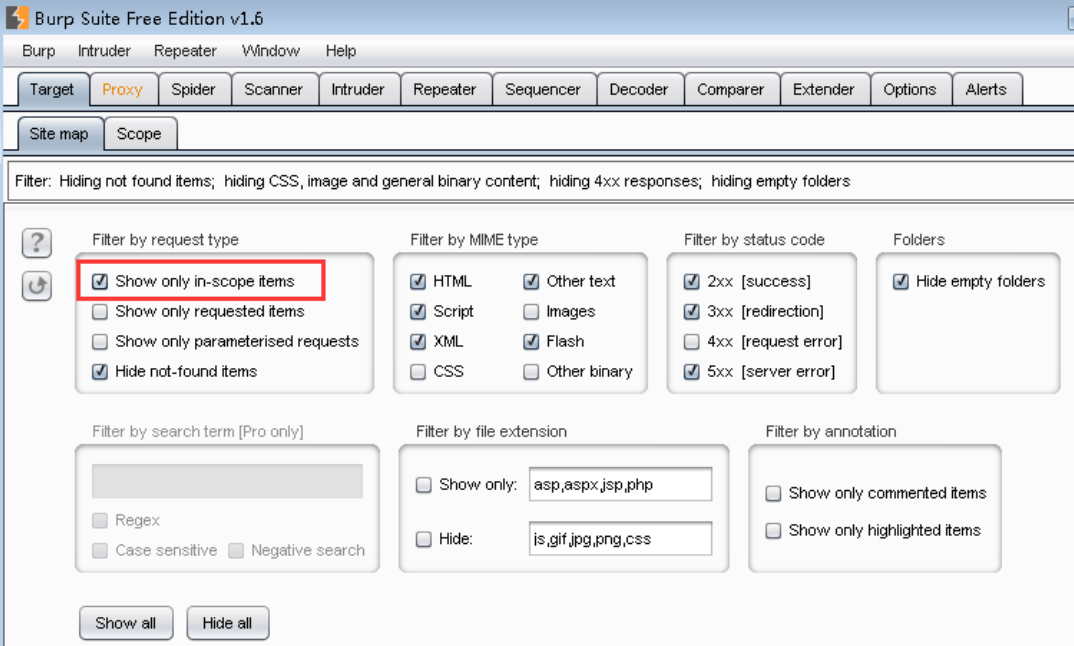 Burp Suite Free Edition v1.6
Burp Intruder Repeater Window Help
Target Proxy Spider Scanner Intruder Repeater Sequencer Decoder Comparer Extender Options Alerts
Site map Scope
Filter: Hiding not found items; hiding CSS, image and general binary content; hiding 4xx responses; hiding empty folders
?
Filter by request type
Show only in-scope items
Show only requested items
Show only parameterised requests
Hide not-found items
Filter by MIME type
HTML Other text
Script Images
XML Flash
CSS Other binary
Filter by status code
2xx [success]
3xx [redirection]
4xx [request error]
5xx [server error]
Folders
Hide empty folders
Filter by search term [Pro only]
Regex
Case sensitive Negative search
Filter by file extension
Show only: asp,aspx,jsp,php
Hide: js,gif,jpg,png,css
Filter by annotation
Show only commented items
Show only highlighted items
Show all Hide all